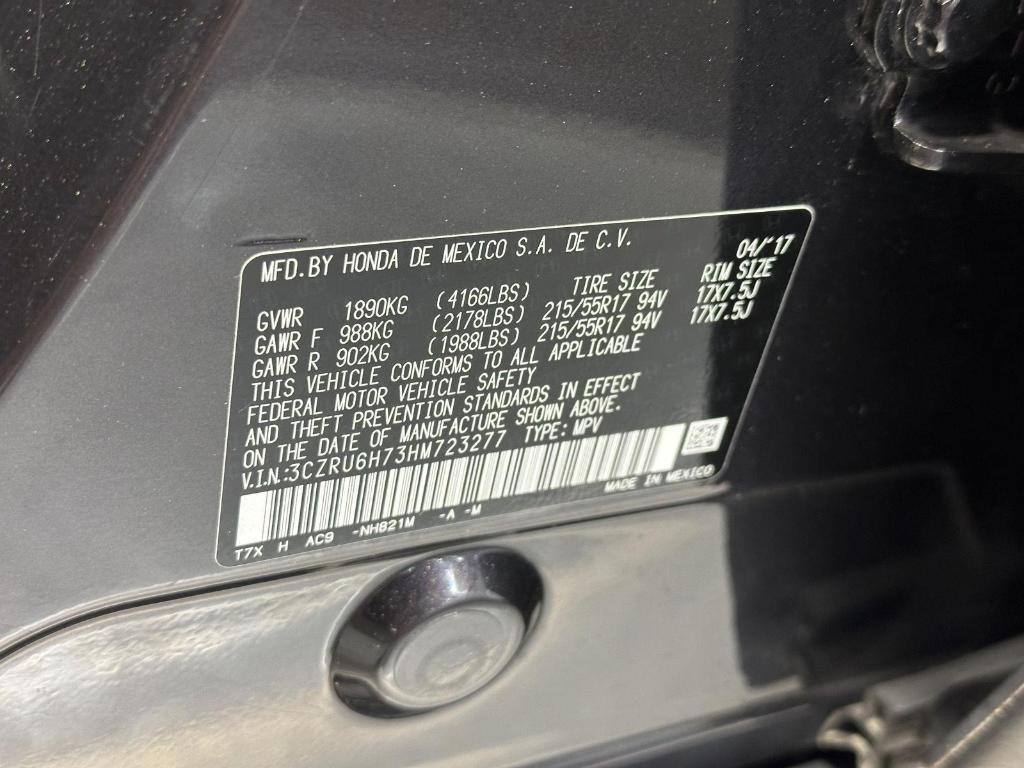 MFD.BY HONDA DE MEXICO S.A. DE C.V. 04/'17
TIRE SIZE RIM SIZE
GVWR 1890KG (4166LBS)
GAWR F 988KG (2178LBS) 215/55R17 94V 17X7.5J
GAWR R 902KG (1988LBS) 215/55R17 94V 17X7.5J
THIS VEHICLE CONFORMS TO ALL APPLICABLE
FEDERAL MOTOR VEHICLE SAFETY
AND THEFT PREVENTION STANDARDS IN EFFECT
ON THE DATE OF MANUFACTURE SHOWN ABOVE.
V.I.N:3CZRU6H73HM723277 TYPE:MPV
MADE IN MEXICO
T7X H AC9 -NH821M -A -M